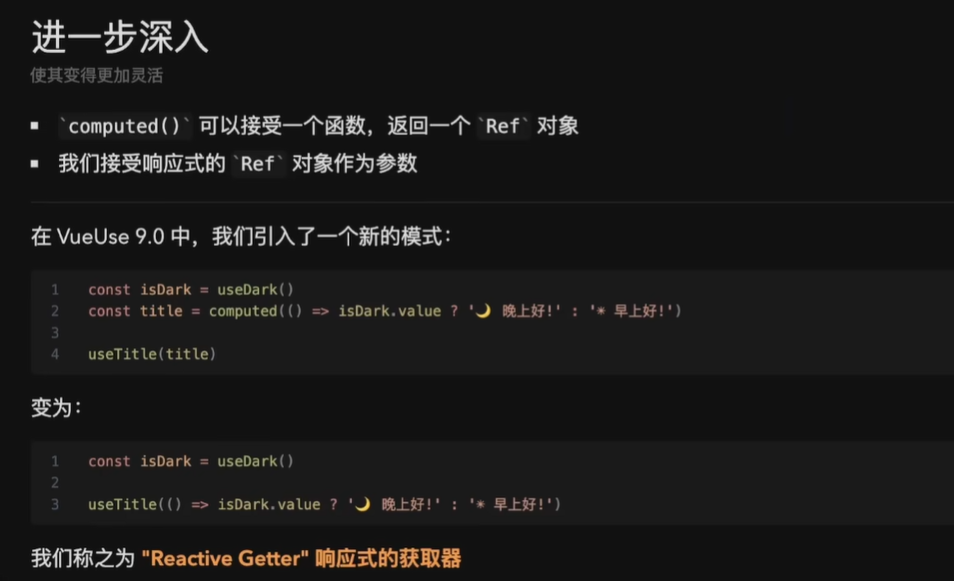 进一步深入
使其变得更加灵活
▪ `computed()` 可以接受一个函数，返回一个 `Ref` 对象
▪ 我们接受响应式的 `Ref` 对象作为参数
在 VueUse 9.0 中，我们引入了一个新的模式：
1 const isDark = useDark()
2 const title = computed(() => isDark.value ? '🌙 晚上好!' : '☀ 早上好!')
3
4 useTitle(title)
变为：
1 const isDark = useDark()
2
3 useTitle(() => isDark.value ? '🌙 晚上好!' : '☀ 早上好!')
我们称之为 "Reactive Getter" 响应式的获取器